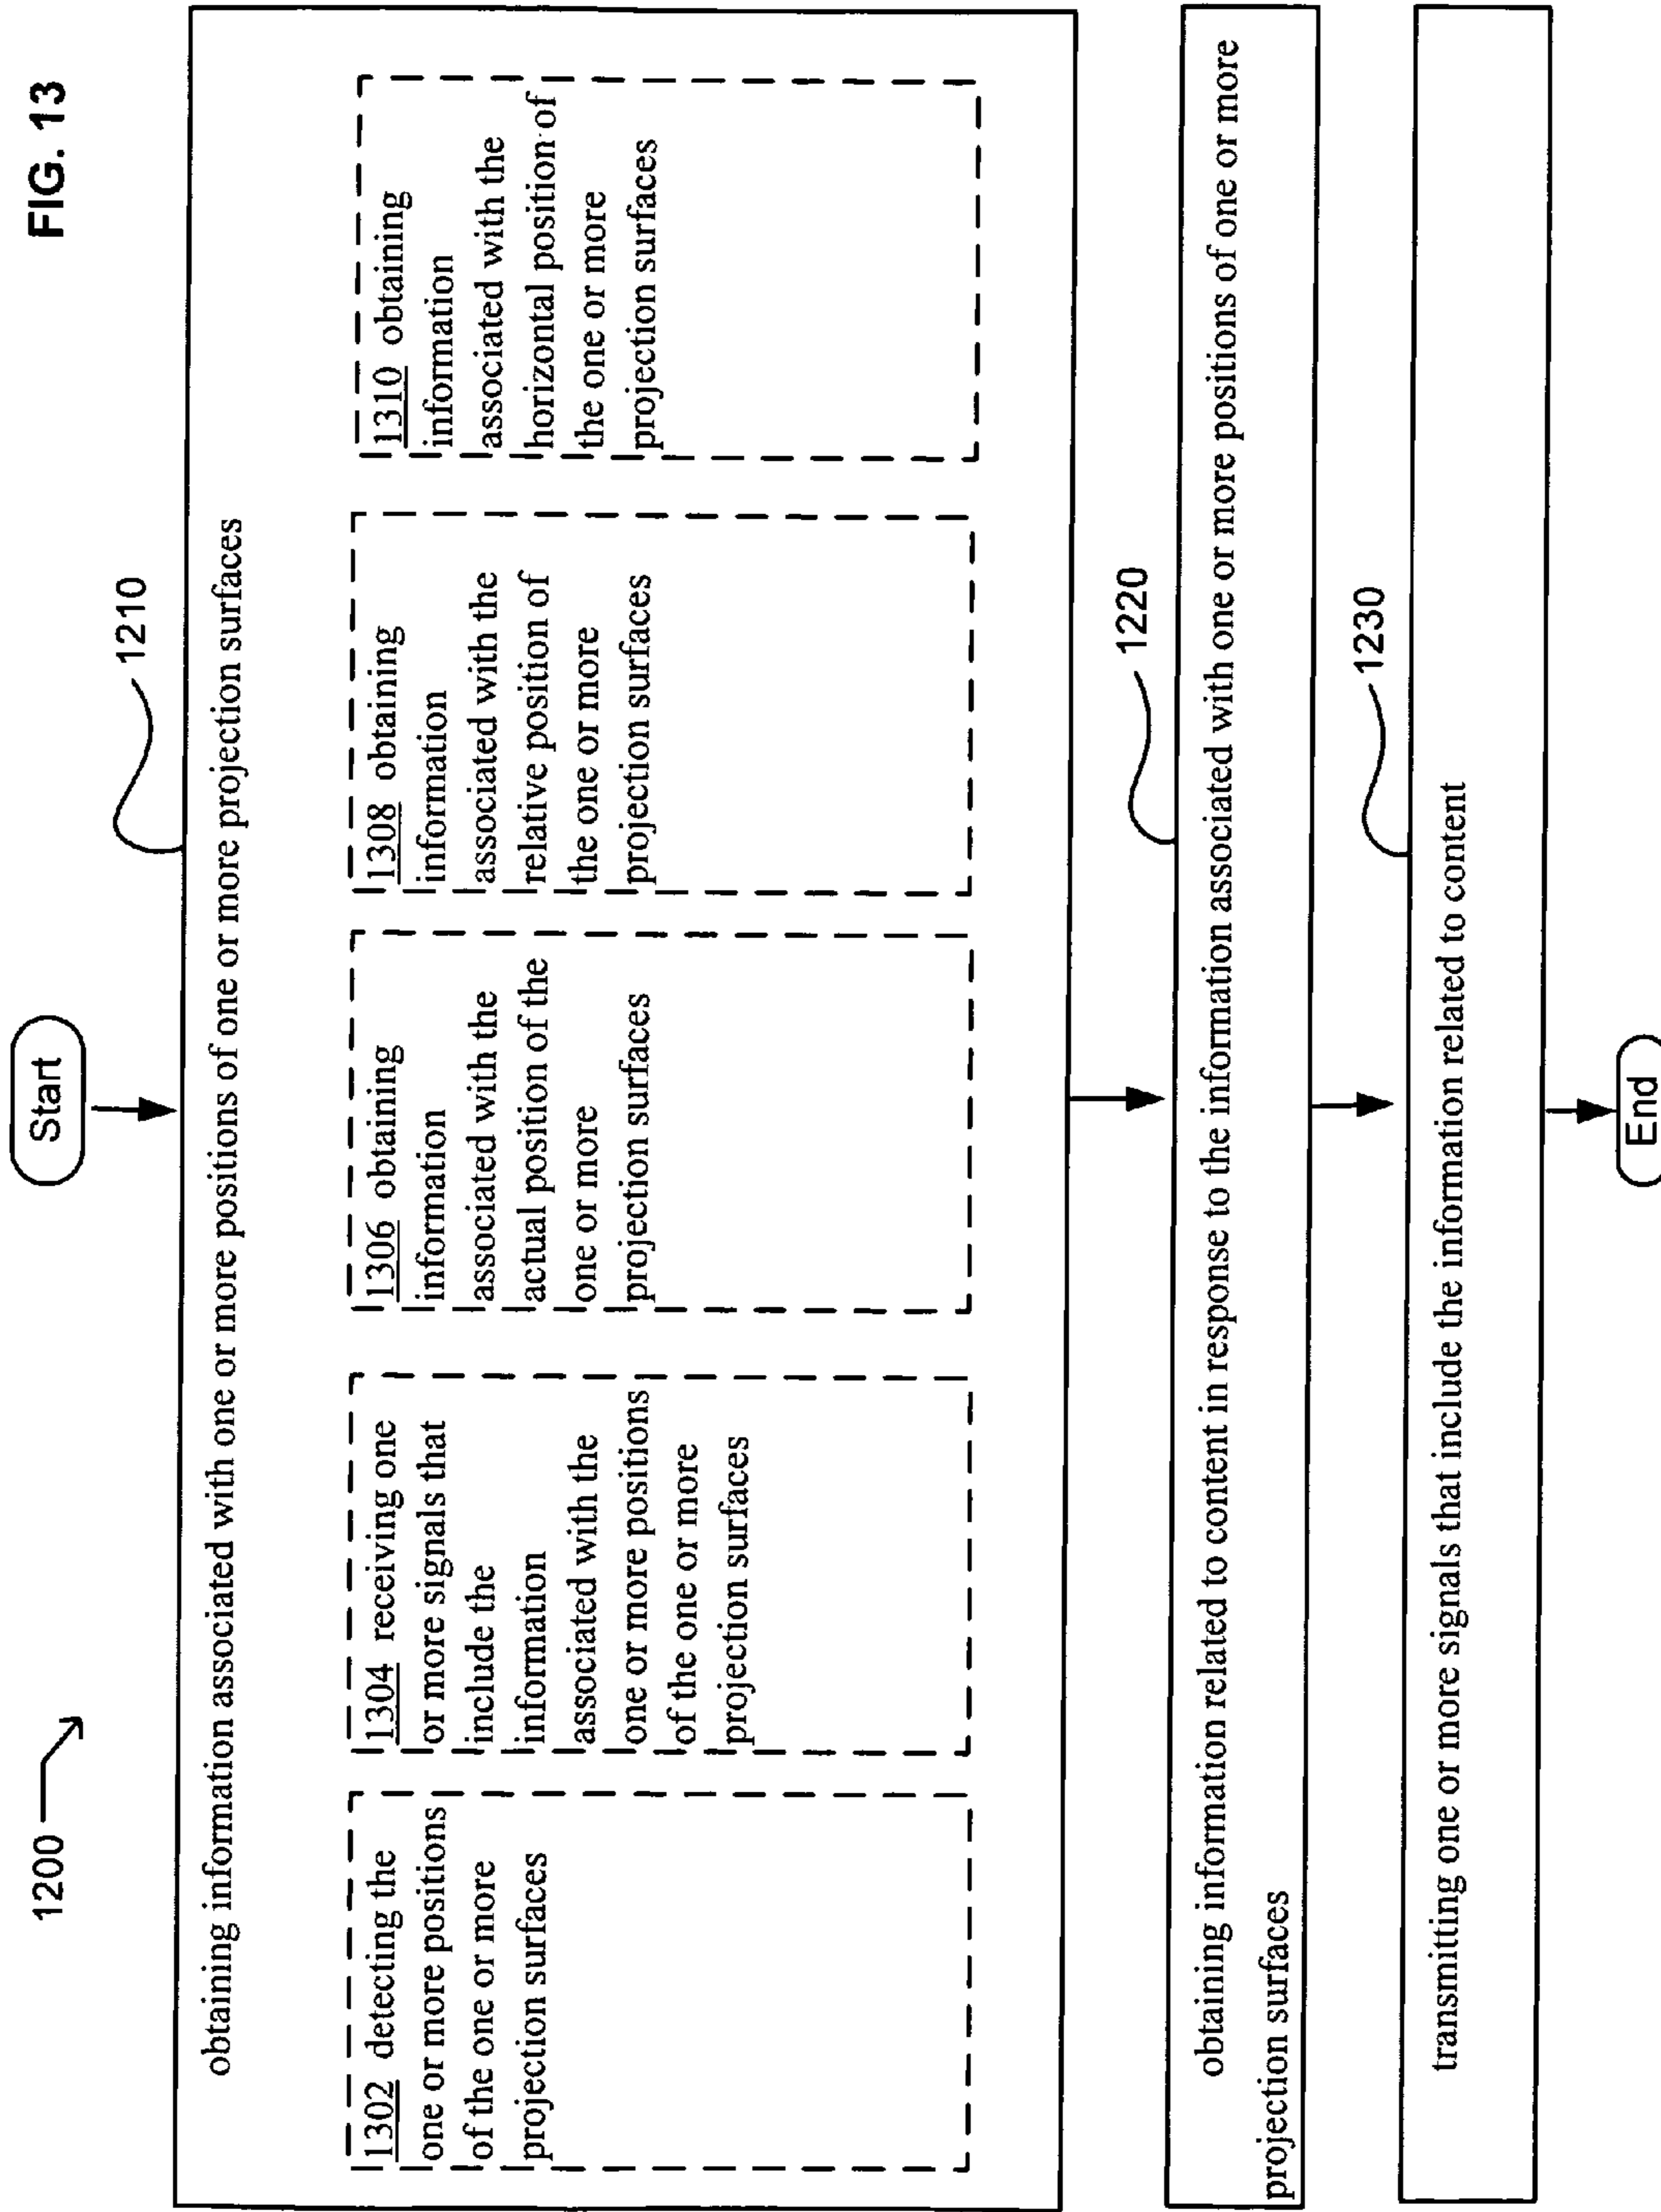 FIG. 13
1200
Start
1210
obtaining information associated with one or more positions of one or more projection surfaces
1302 detecting the
one or more positions
of the one or more
projection surfaces
1304 receiving one
or more signals that
include the
information
associated with the
one or more positions
of the one or more
projection surfaces
1306 obtaining
information
associated with the
actual position of the
one or more
projection surfaces
1308 obtaining
information
associated with the
relative position of
the one or more
projection surfaces
1310 obtaining
information
associated with the
horizontal position of
the one or more
projection surfaces
1220
obtaining information related to content in response to the information associated with one or more positions of one or more
projection surfaces
1230
transmitting one or more signals that include the information related to content
End